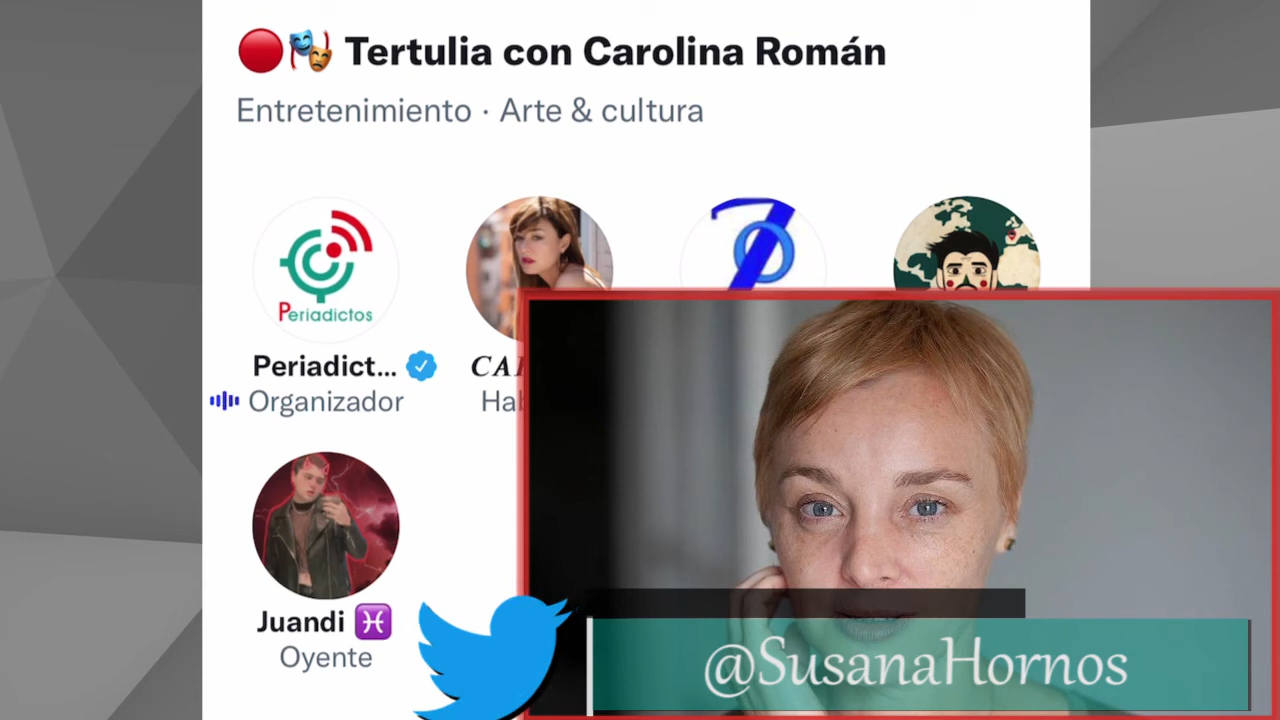 🔴🎭 Tertulia con Carolina Román
Entretenimiento · Arte & cultura
Periadictos
Periadict...
Organizador
Juandi ♓
Oyente
@SusanaHornos